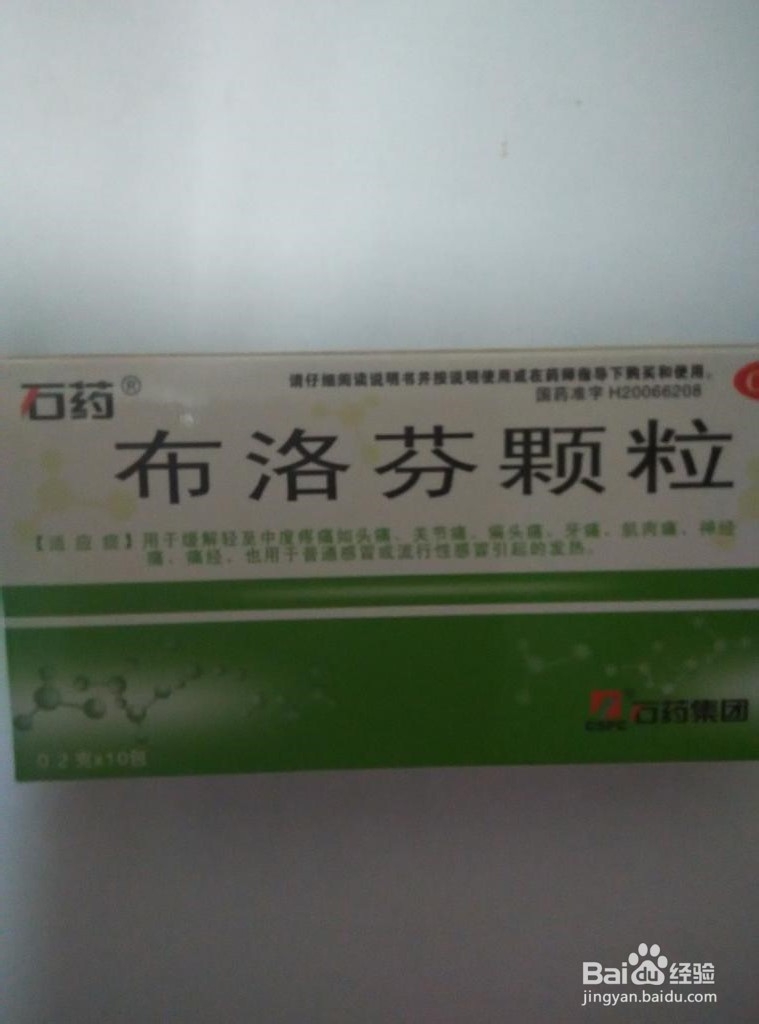 请仔细阅读说明书并按说明使用或在药师指导下购买和使用。
石药®
国药准字 H20066208
布洛芬颗粒
【适应症】用于缓解轻至中度疼痛如头痛、关节痛、偏头痛、牙痛、肌肉痛、神经
痛、痛经。也用于普通感冒或流行性感冒引起的发热。
CSPC 石药集团
0.2克x10包
Baidu经验
jingyan.baidu.com